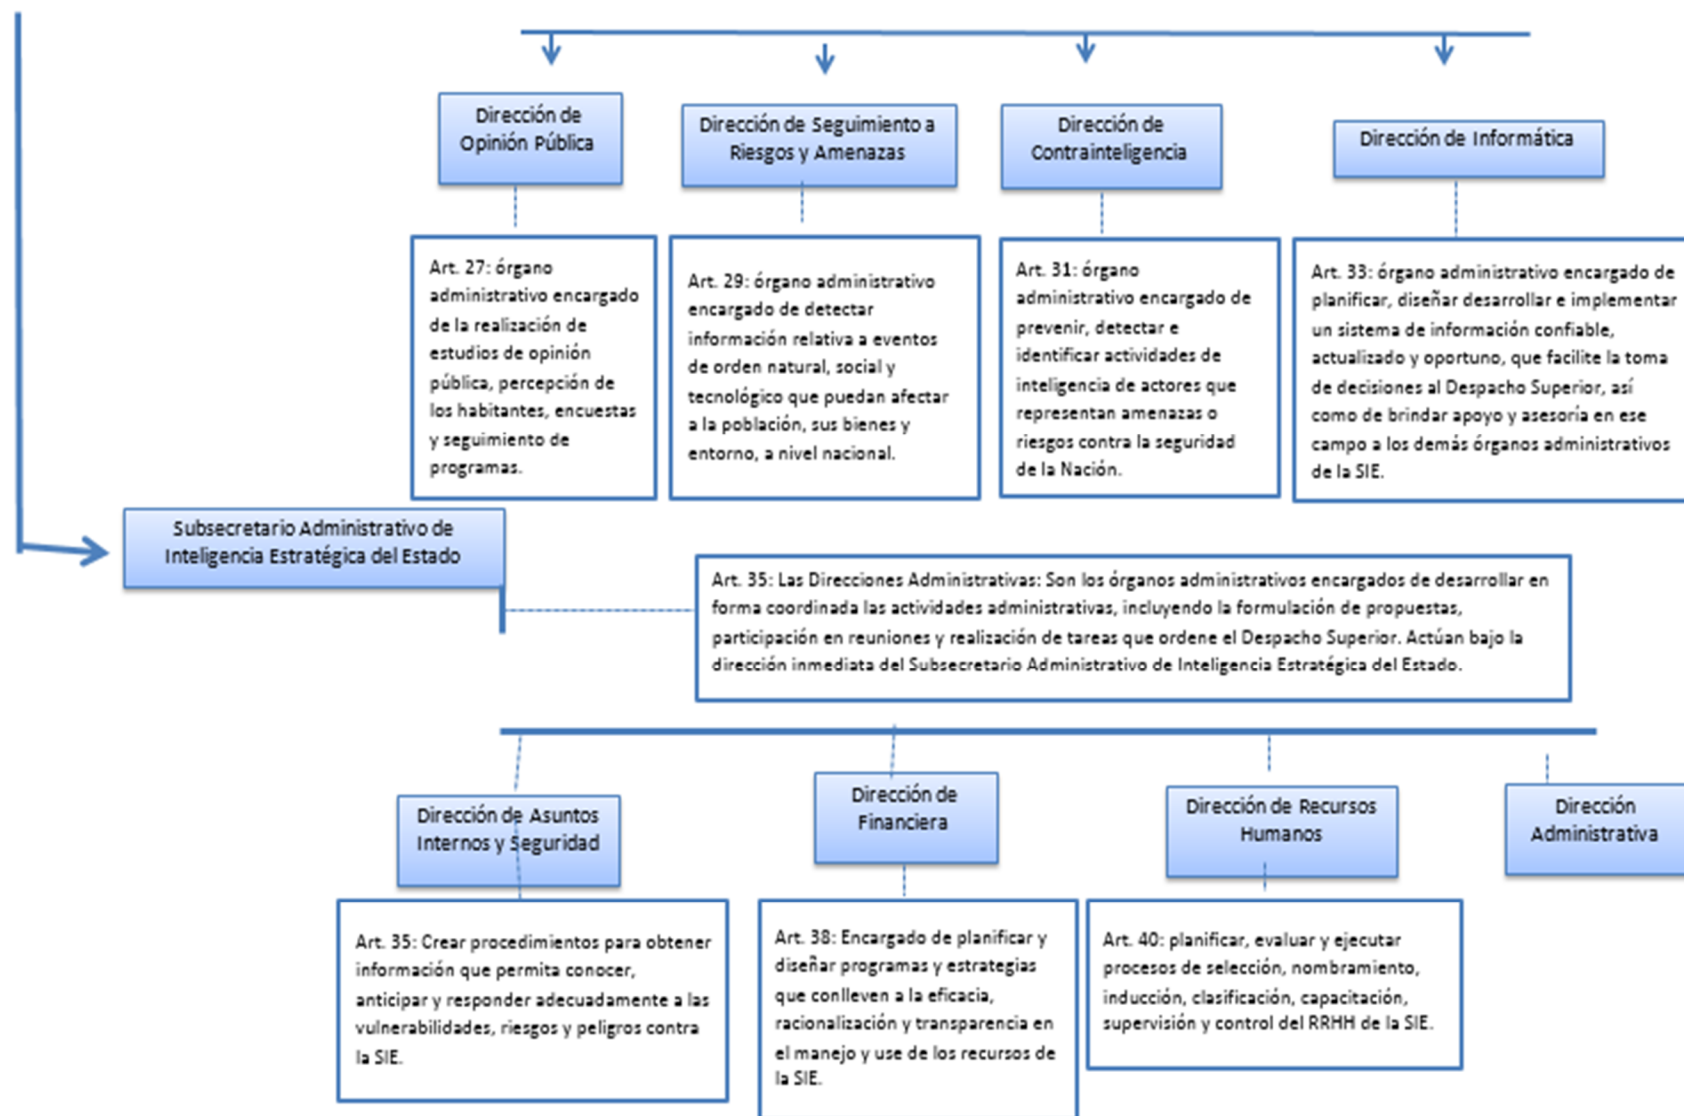 Dirección de
Opinión Pública
Dirección de Seguimiento a
Riesgos y Amenazas
Dirección de
Contrainteligencia
Dirección de Informática
Art. 27: órgano
administrativo encargado
de la realización de
estudios de opinión
pública, percepción de
los habitantes, encuestas
y seguimiento de
programas.
Art. 29: órgano administrativo
encargado de detectar
información relativa a eventos
de orden natural, social y
tecnológico que puedan afectar
a la población, sus bienes y
entorno, a nivel nacional.
Art. 31: órgano
administrativo encargado de
prevenir, detectar e
identificar actividades de
inteligencia de actores que
representan amenazas o
riesgos contra la seguridad
de la Nación.
Art. 33: órgano administrativo encargado de
planificar, diseñar desarrollar e implementar
un sistema de información confiable,
actualizado y oportuno, que facilite la toma
de decisiones al Despacho Superior, así
como de brindar apoyo y asesoría en ese
campo a los demás órganos administrativos
de la SIE.
Subsecretario Administrativo de
Inteligencia Estratégica del Estado
Art. 35: Las Direcciones Administrativas: Son los órganos administrativos encargados de desarrollar en
forma coordinada las actividades administrativas, incluyendo la formulación de propuestas,
participación en reuniones y realización de tareas que ordene el Despacho Superior. Actúan bajo la
dirección inmediata del Subsecretario Administrativo de Inteligencia Estratégica del Estado.
Dirección de Asuntos
Internos y Seguridad
Dirección de
Financiera
Dirección de Recursos
Humanos
Dirección
Administrativa
Art. 35: Crear procedimientos para obtener
información que permita conocer,
anticipar y responder adecuadamente a las
vulnerabilidades, riesgos y peligros contra
la SIE.
Art. 38: Encargado de planificar y
diseñar programas y estrategias
que conlleven a la eficacia,
racionalización y transparencia en
el manejo y use de los recursos de
la SIE.
Art. 40: planificar, evaluar y ejecutar
procesos de selección, nombramiento,
inducción, clasificación, capacitación,
supervisión y control del RRHH de la SIE.